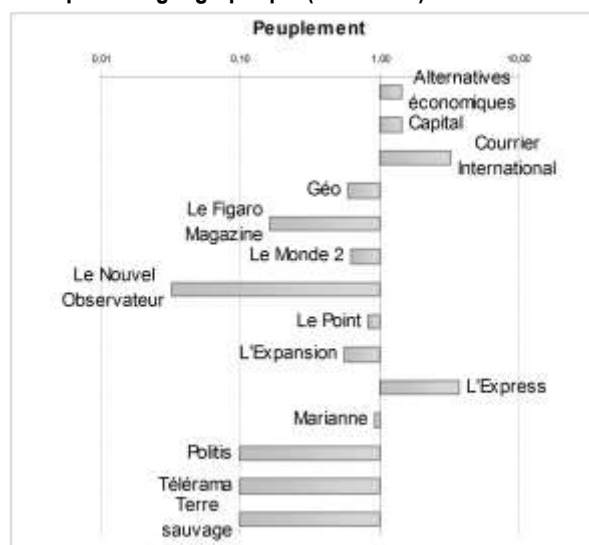 Peuplement
0,01 0,10 1,00 10,00
Alternatives
économiques
Capital
Courrier
International
Géo
Le Figaro
Magazine
Le Monde 2
Le Nouvel
Observateur
Le Point
L'Expansion
L'Express
Marianne
Politis
Télérama
Terre
sauvage